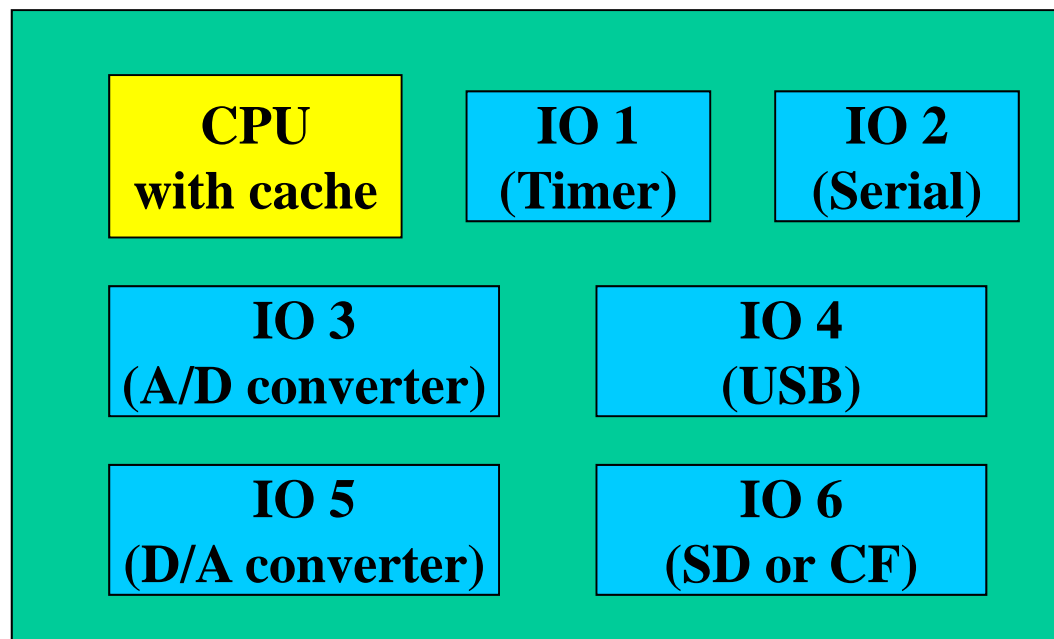 CPU
with cache
IO 1
(Timer)
IO 2
(Serial)
IO 3
(A/D converter)
IO 4
(USB)
IO 5
(D/A converter)
IO 6
(SD or CF)